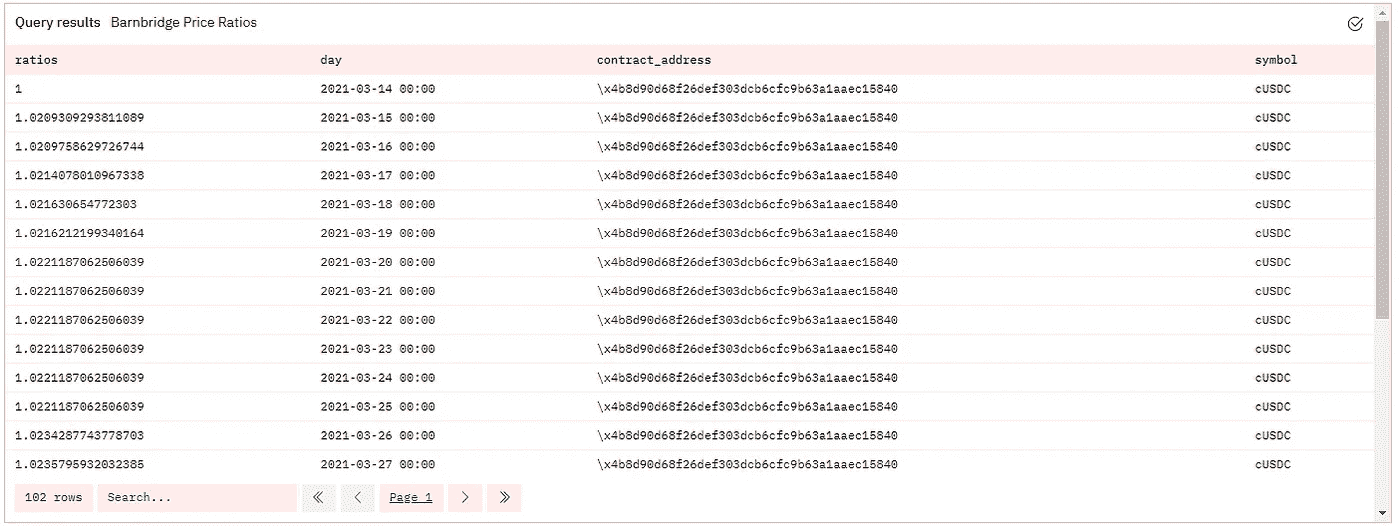 Query results Barnbridge Price Ratios
ratios day contract_address symbol
1 2021-03-14 00:00 \x4b8d90d68f26def303dcb6cfc9b63a1aaec15840 cUSDC
1.0209309293811089 2021-03-15 00:00 \x4b8d90d68f26def303dcb6cfc9b63a1aaec15840 cUSDC
1.0209758629726744 2021-03-16 00:00 \x4b8d90d68f26def303dcb6cfc9b63a1aaec15840 cUSDC
1.0214078010967338 2021-03-17 00:00 \x4b8d90d68f26def303dcb6cfc9b63a1aaec15840 cUSDC
1.021630654772303 2021-03-18 00:00 \x4b8d90d68f26def303dcb6cfc9b63a1aaec15840 cUSDC
1.0216212199340164 2021-03-19 00:00 \x4b8d90d68f26def303dcb6cfc9b63a1aaec15840 cUSDC
1.0221187062506039 2021-03-20 00:00 \x4b8d90d68f26def303dcb6cfc9b63a1aaec15840 cUSDC
1.0221187062506039 2021-03-21 00:00 \x4b8d90d68f26def303dcb6cfc9b63a1aaec15840 cUSDC
1.0221187062506039 2021-03-22 00:00 \x4b8d90d68f26def303dcb6cfc9b63a1aaec15840 cUSDC
1.0221187062506039 2021-03-23 00:00 \x4b8d90d68f26def303dcb6cfc9b63a1aaec15840 cUSDC
1.0221187062506039 2021-03-24 00:00 \x4b8d90d68f26def303dcb6cfc9b63a1aaec15840 cUSDC
1.0221187062506039 2021-03-25 00:00 \x4b8d90d68f26def303dcb6cfc9b63a1aaec15840 cUSDC
1.0234287743778703 2021-03-26 00:00 \x4b8d90d68f26def303dcb6cfc9b63a1aaec15840 cUSDC
1.0235795932032385 2021-03-27 00:00 \x4b8d90d68f26def303dcb6cfc9b63a1aaec15840 cUSDC
102 rows Search... Page 1